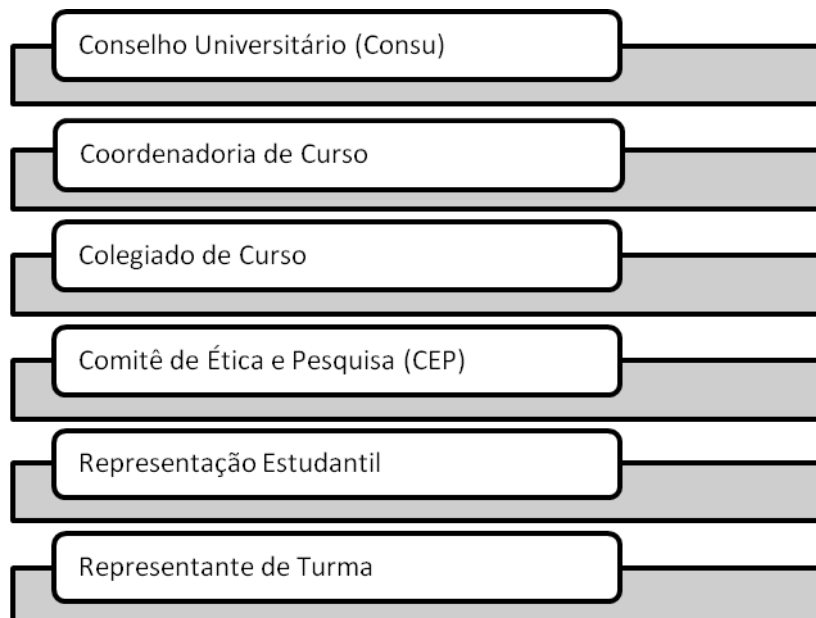 Conselho Universitário (Consu)
Coordenadoria de Curso
Colegiado de Curso
Comitê de Ética e Pesquisa (CEP)
Representação Estudantil
Representante de Turma